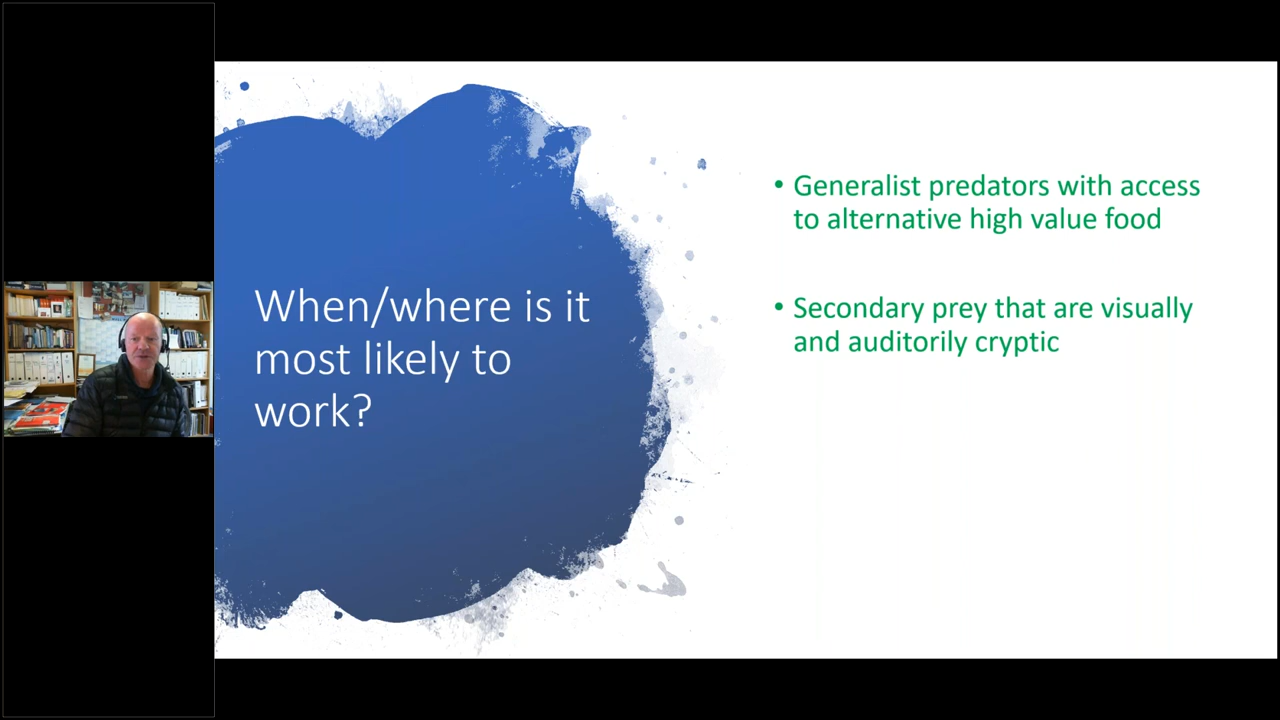 When/where is it
most likely to
work?
• Generalist predators with access
to alternative high value food
• Secondary prey that are visually
and auditorily cryptic